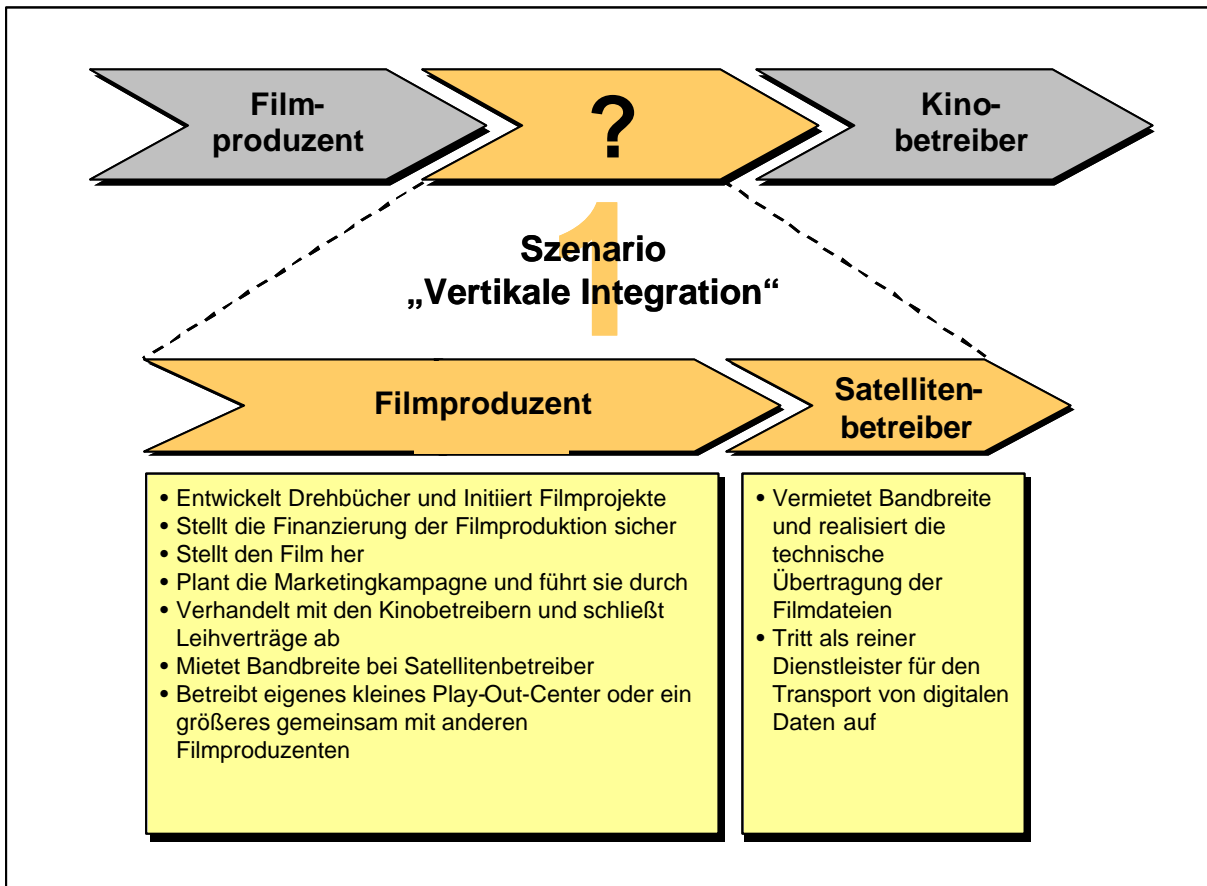 Film-
produzent
?
Kino-
betreiber
1
Szenario
„Vertikale Integration“
Filmproduzent
Satelliten-
betreiber
• Entwickelt Drehbücher und Initiiert Filmprojekte
• Stellt die Finanzierung der Filmproduktion sicher
• Stellt den Film her
• Plant die Marketingkampagne und führt sie durch
• Verhandelt mit den Kinobetreibern und schließt
Leihverträge ab
• Mietet Bandbreite bei Satellitenbetreiber
• Betreibt eigenes kleines Play-Out-Center oder ein
größeres gemeinsam mit anderen
Filmproduzenten
• Vermietet Bandbreite
und realisiert die
technische
Übertragung der
Filmdateien
• Tritt als reiner
Dienstleister für den
Transport von digitalen
Daten auf